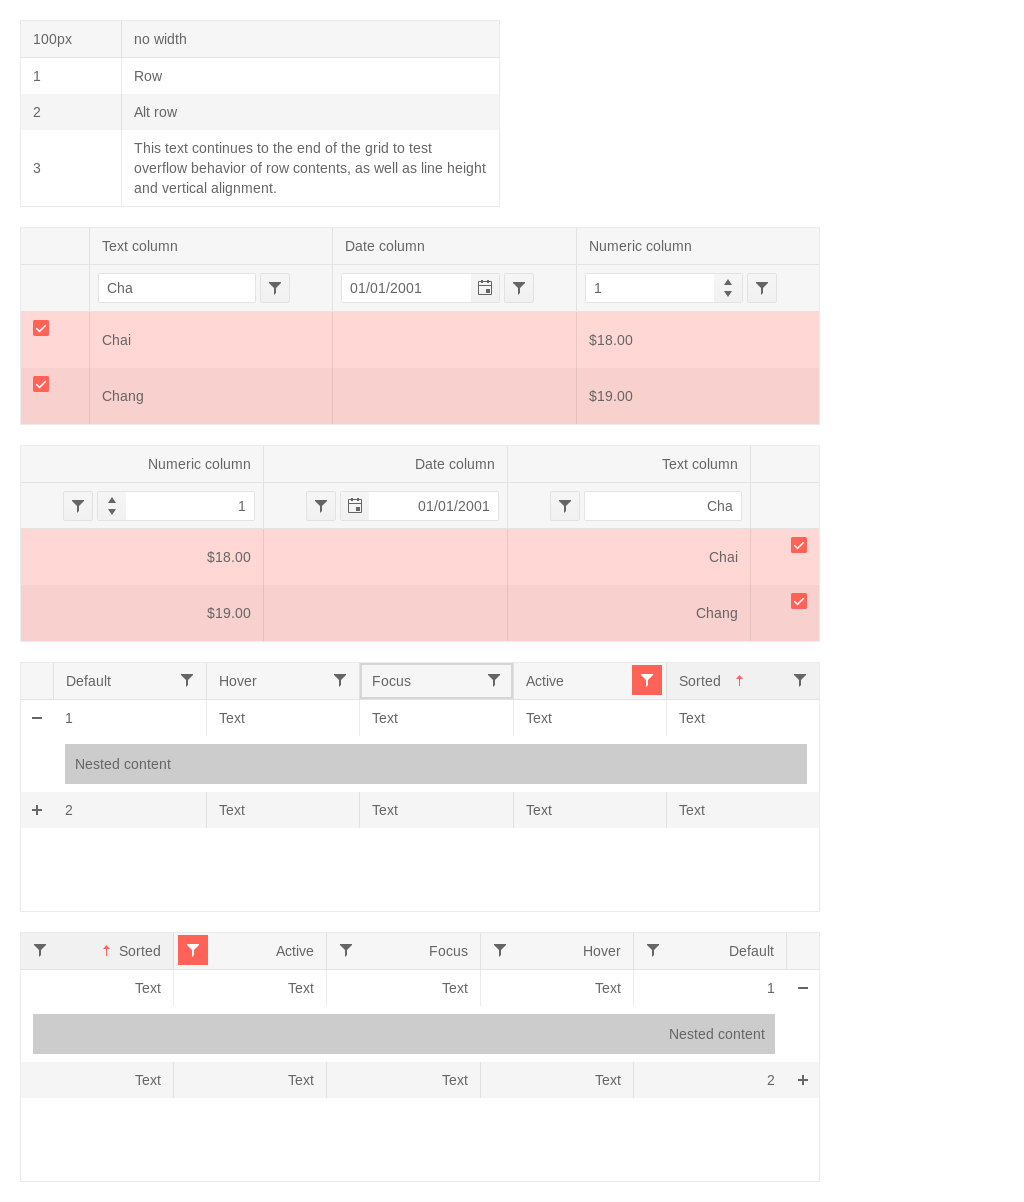 100px no width
1 Row
2 Alt row
3 This text continues to the end of the grid to test
overflow behavior of row contents, as well as line height
and vertical alignment.
Text column Date column Numeric column
Cha 01/01/2001 1
Chai $18.00
Chang $19.00
Numeric column Date column Text column
1 01/01/2001 Cha
$18.00 Chai
$19.00 Chang
Default Hover Focus Active Sorted
1 Text Text Text Text
Nested content
2 Text Text Text Text
Sorted Active Focus Hover Default
Text Text Text Text 1
Nested content
Text Text Text Text 2